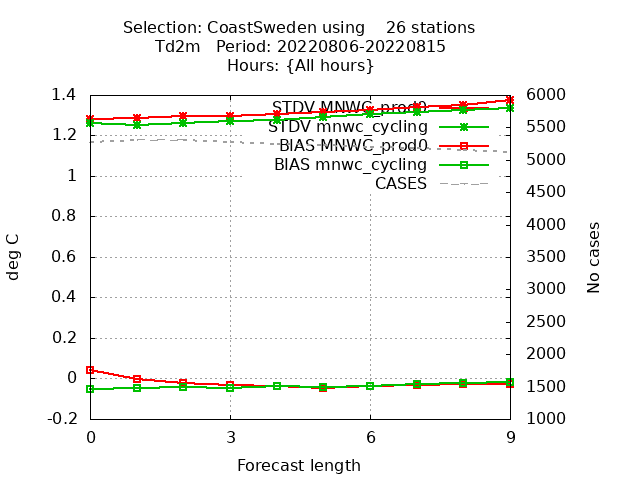 Selection: CoastSweden using 26 stations
Td2m Period: 20220806-20220815
Hours: {All hours}
1.4
1.2
1
0.8
0.6
0.4
0.2
0
-0.2
deg C
STDV MNWC_prod0
STDV mnwc_cycling
BIAS MNWC_prod0
BIAS mnwc_cycling
CASES
6000
5500
5000
4500
4000
3500
3000
2500
2000
1500
1000
No cases
0 3 6 9
Forecast length